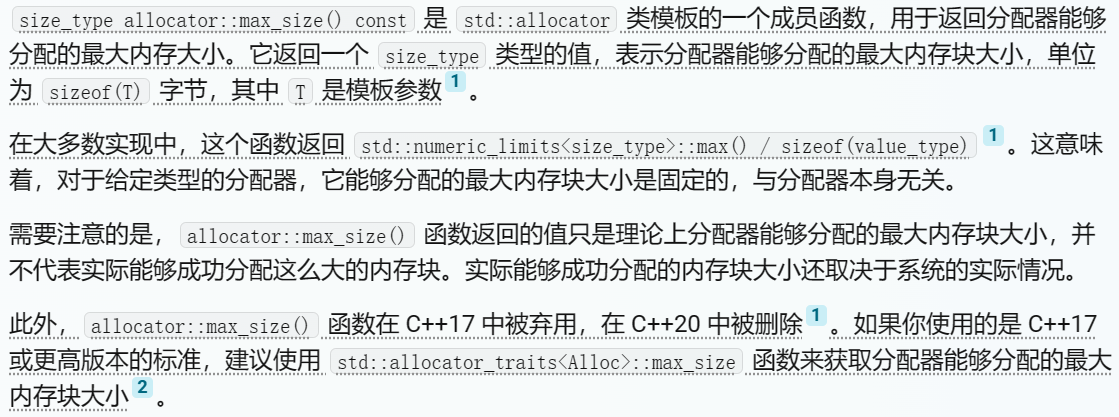 size_type allocator::max_size() const 是 std::allocator 类模板的一个成员函数，用于返回分配器能够
分配的最大内存大小。它返回一个 size_type 类型的值，表示分配器能够分配的最大内存块大小，单位
为 sizeof(T) 字节，其中 T 是模板参数 1 。
在大多数实现中，这个函数返回 std::numeric_limits<size_type>::max() / sizeof(value_type) 1 。这意味
着，对于给定类型的分配器，它能够分配的最大内存块大小是固定的，与分配器本身无关。
需要注意的是， allocator::max_size() 函数返回的值只是理论上分配器能够分配的最大内存块大小，并
不代表实际能够成功分配这么大的内存块。实际能够成功分配的内存块大小还取决于系统的实际情况。
此外， allocator::max_size() 函数在 C++17 中被弃用，在 C++20 中被删除 1 。如果你使用的是 C++17
或更高版本的标准，建议使用 std::allocator_traits<Alloc>::max_size 函数来获取分配器能够分配的最大
内存块大小 2 。